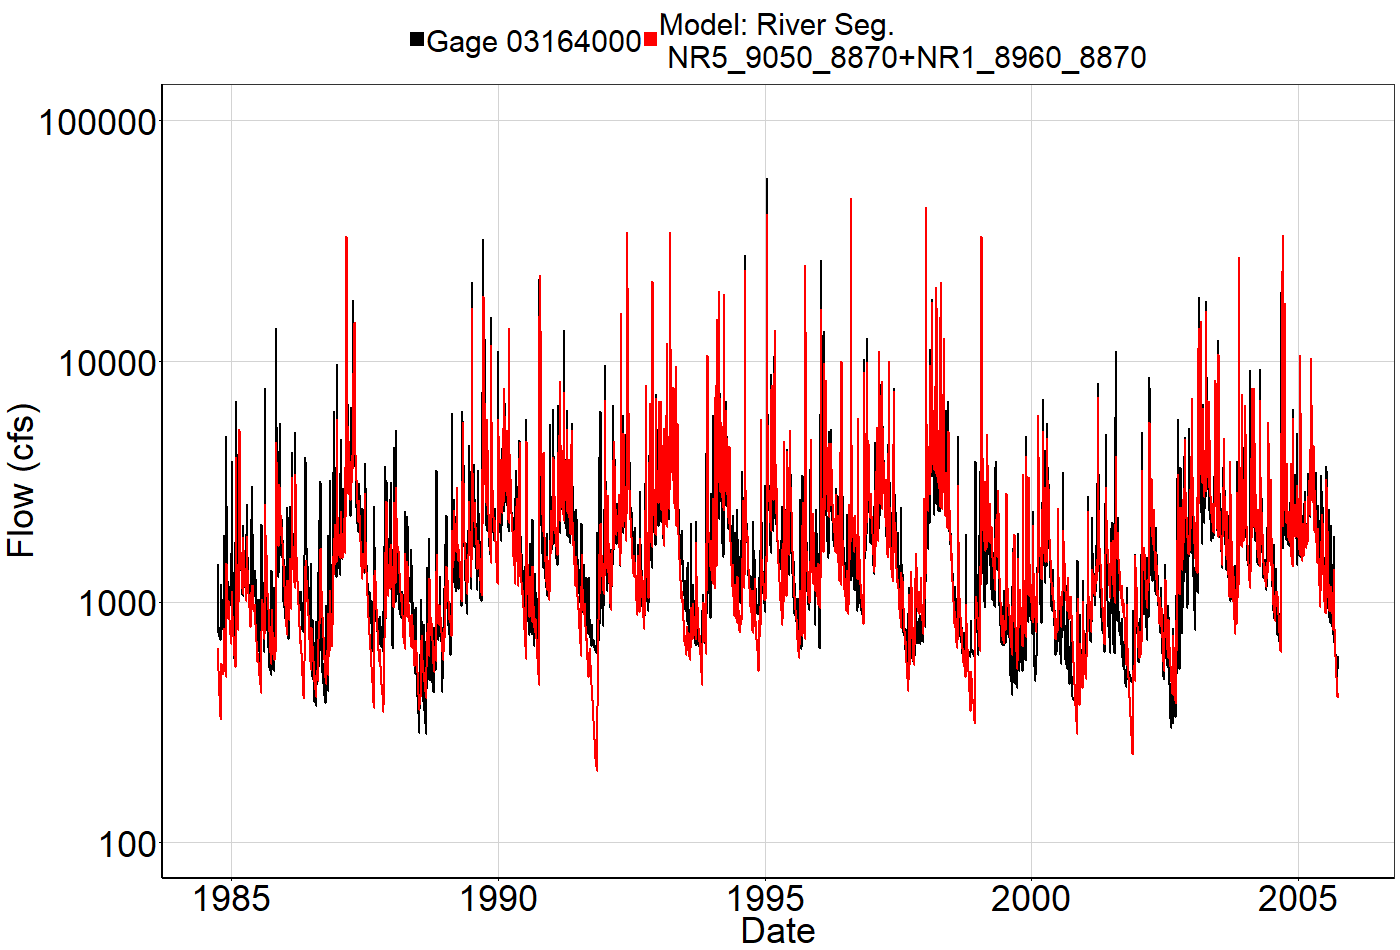 Gage 03164000
Model: River Seg.
NR5_9050_8870+NR1_8960_8870
Flow (cfs)
100000
10000
1000
100
1985 1990 1995 2000 2005
Date